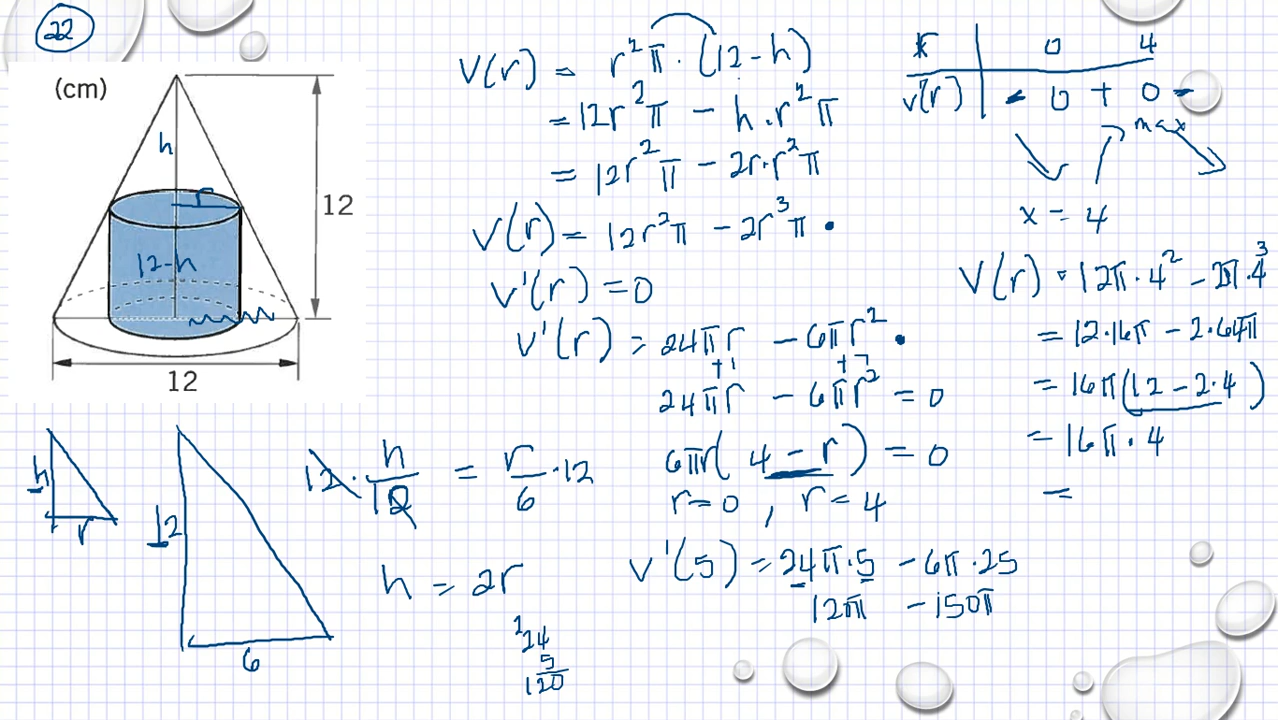 22
(cm)
h
r
12-h
12
12
V(r) = r²π · (12-h)
= 12r²π - h·r²π
= 12r²π - 2r·r²π
V(r) = 12r²π - 2r³π
V'(r) = 0
V'(r) = 24πr - 6πr²
+1 +7
24πr - 6πr² = 0
6πr( 4 - r ) = 0
r=0 , r=4
V'(5) = 24π·5 - 6π·25
12π -150π
r 0 4
V'(r) - 0 + 0 -
max
x = 4
V(r) = 12π·4² - 2π·4³
= 12·16π - 2·64π
= 16π(12 - 2·4)
= 16π·4
=
h
r
12
6
12 · h/12 = r/6 · 12
h = 2r
2
24
5
120